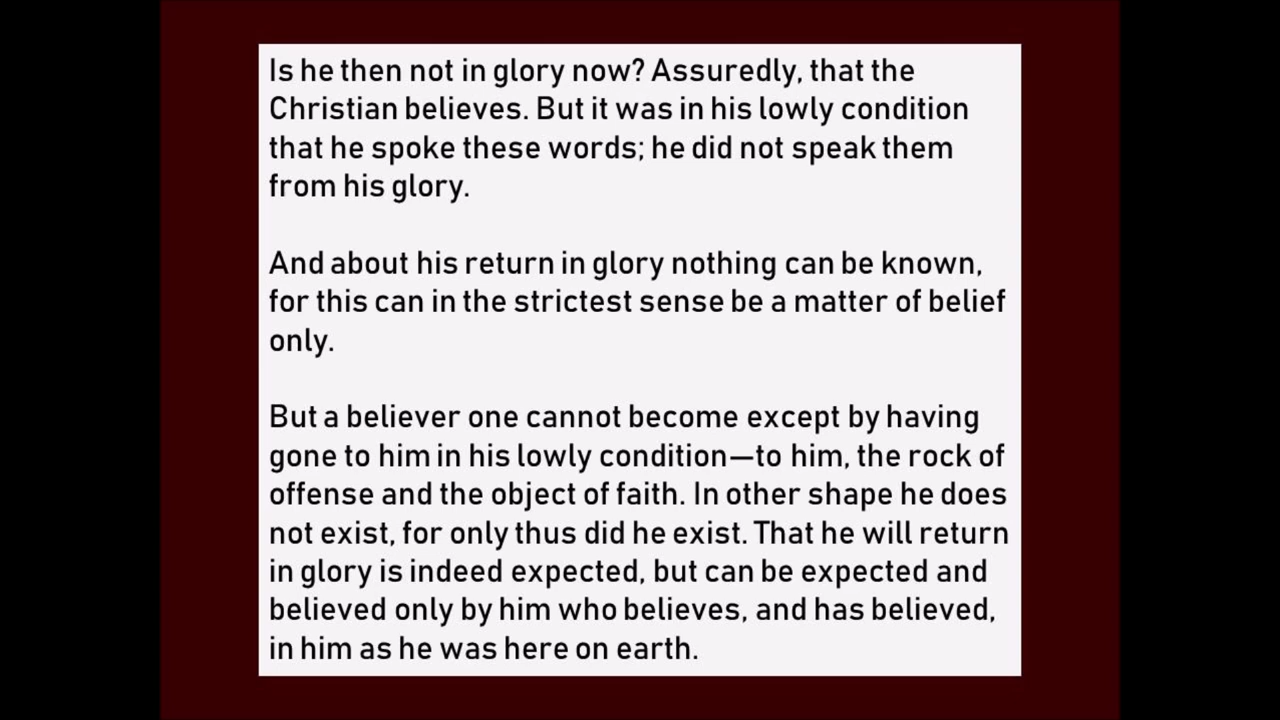 Is he then not in glory now? Assuredly, that the
Christian believes. But it was in his lowly condition
that he spoke these words; he did not speak them
from his glory.
And about his return in glory nothing can be known,
for this can in the strictest sense be a matter of belief
only.
But a believer one cannot become except by having
gone to him in his lowly condition—to him, the rock of
offense and the object of faith. In other shape he does
not exist, for only thus did he exist. That he will return
in glory is indeed expected, but can be expected and
believed only by him who believes, and has believed,
in him as he was here on earth.